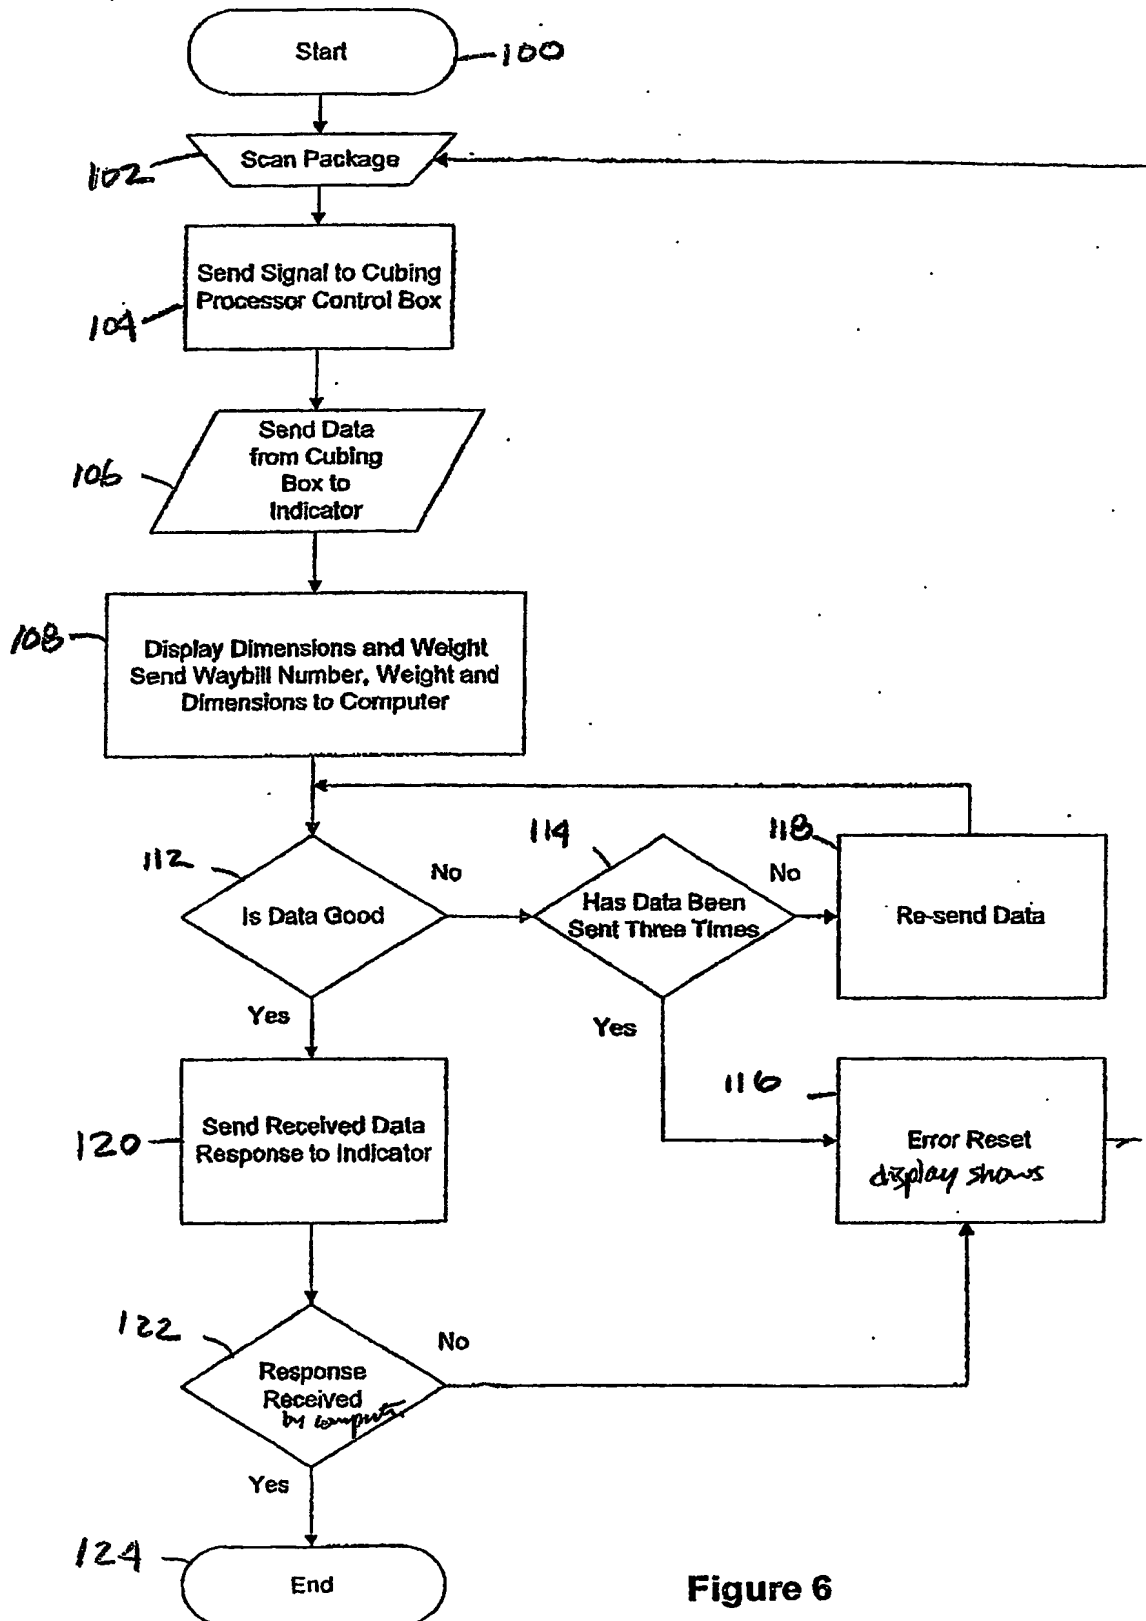 Start
100
102
Scan Package
104
Send Signal to Cubing
Processor Control Box
106
Send Data
from Cubing
Box to
Indicator
108
Display Dimensions and Weight
Send Waybill Number, Weight and
Dimensions to Computer
112
Is Data Good
No
114
Has Data Been
Sent Three Times
No
118
Re-send Data
Yes
Yes
120
Send Received Data
Response to Indicator
116
Error Reset
display shows
122
Response
Received
by computer
No
Yes
124
End
Figure 6